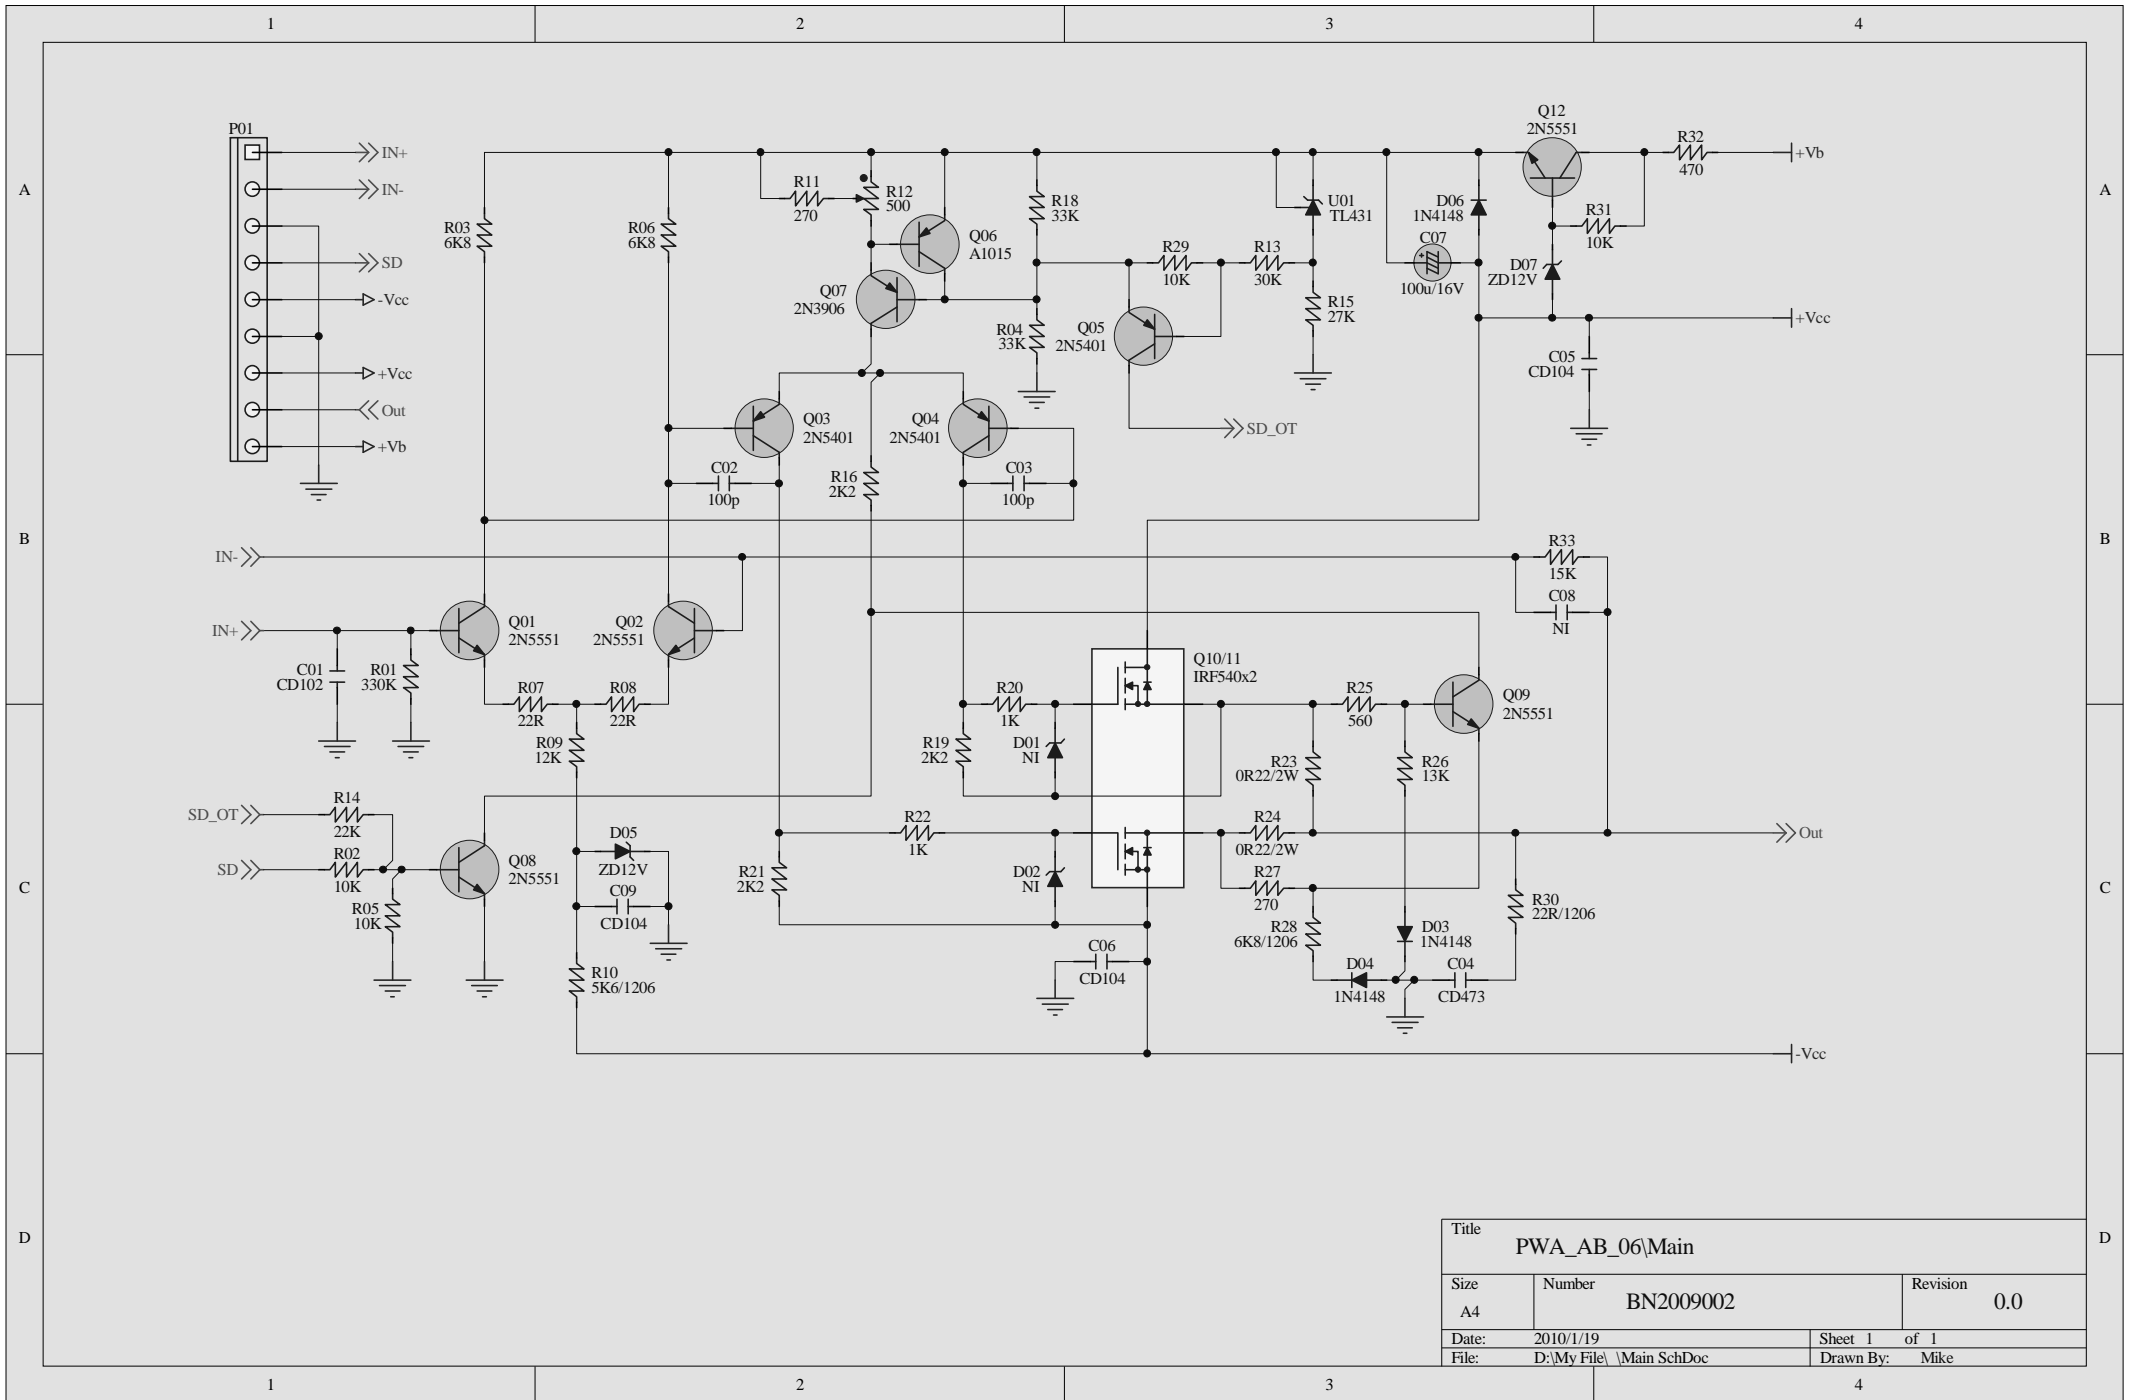 1 2 3 4
A A
B B
C C
D D
1 2 3 4
P01
IN+
IN-
SD
-Vcc
+Vcc
Out
+Vb
R03
6K8
R06
6K8
R11
270
R12
500
Q06
A1015
Q07
2N3906
R18
33K
R04
33K
R29
10K
R13
30K
Q05
2N5401
SD_OT
U01
TL431
R15
27K
D06
1N4148
C07
+
100u/16V
Q12
2N5551
R32
470
+Vb
R31
10K
D07
ZD12V
+Vcc
C05
CD104
Q03
2N5401
Q04
2N5401
C02
100p
R16
2K2
C03
100p
IN-
R33
15K
C08
NI
IN+
C01
CD102
R01
330K
Q01
2N5551
Q02
2N5551
R07
22R
R08
22R
R09
12K
Q10/11
IRF540x2
R20
1K
R19
2K2
D01
NI
R25
560
Q09
2N5551
R23
0R22/2W
R26
13K
SD_OT
R14
22K
SD
R02
10K
R05
10K
Q08
2N5551
D05
ZD12V
C09
CD104
R10
5K6/1206
R21
2K2
R22
1K
D02
NI
R24
0R22/2W
Out
R27
270
R28
6K8/1206
D03
1N4148
R30
22R/1206
C06
CD104
D04
1N4148
C04
CD473
-Vcc
Title
PWA_AB_06\Main
Size Number Revision
A4 BN2009002 0.0
Date: 2010/1/19 Sheet 1 of 1
File: D:\My File\ \Main SchDoc Drawn By: Mike